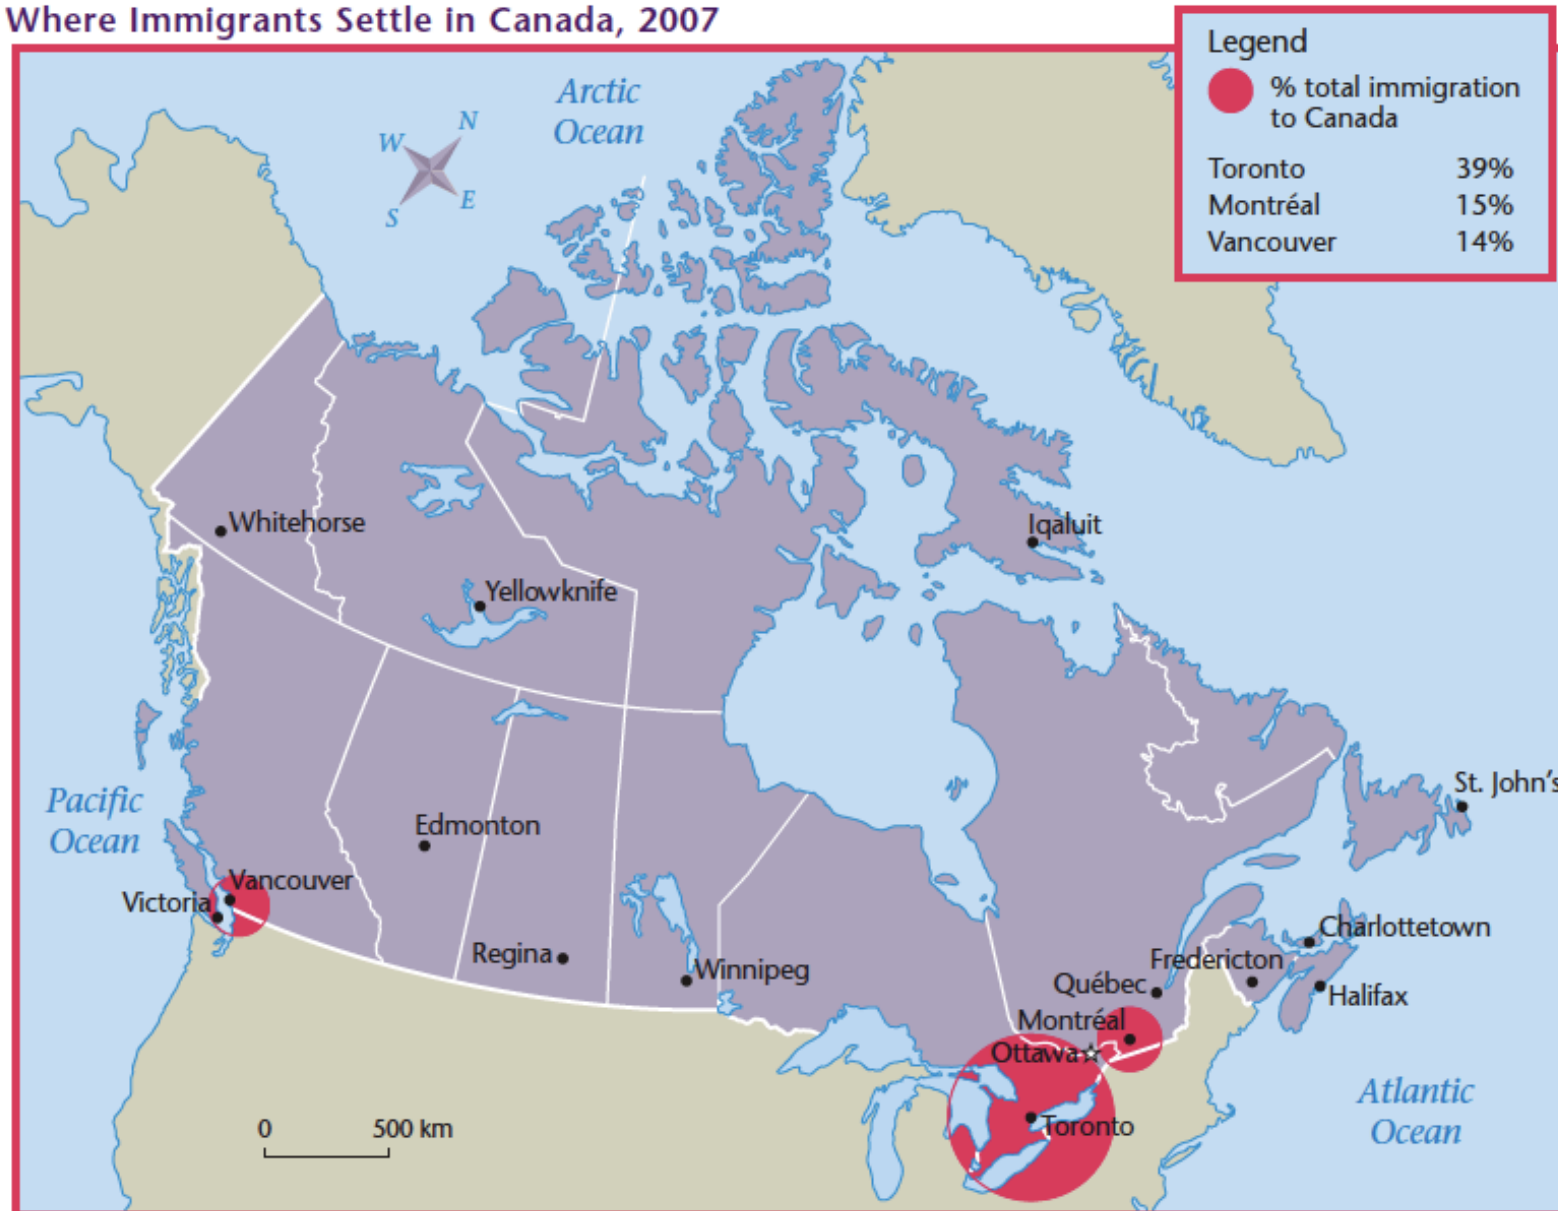 Where Immigrants Settle in Canada, 2007
Legend
% total immigration
to Canada
Toronto 39%
Montréal 15%
Vancouver 14%
Arctic
Ocean
N
W
E
S
Whitehorse
Iqaluit
Yellowknife
St. John's
Pacific
Ocean
Edmonton
Vancouver
Victoria
Charlottetown
Regina
Fredericton
Winnipeg
Québec
Halifax
Montréal
Ottawa
Atlantic
Ocean
0 500 km
Toronto